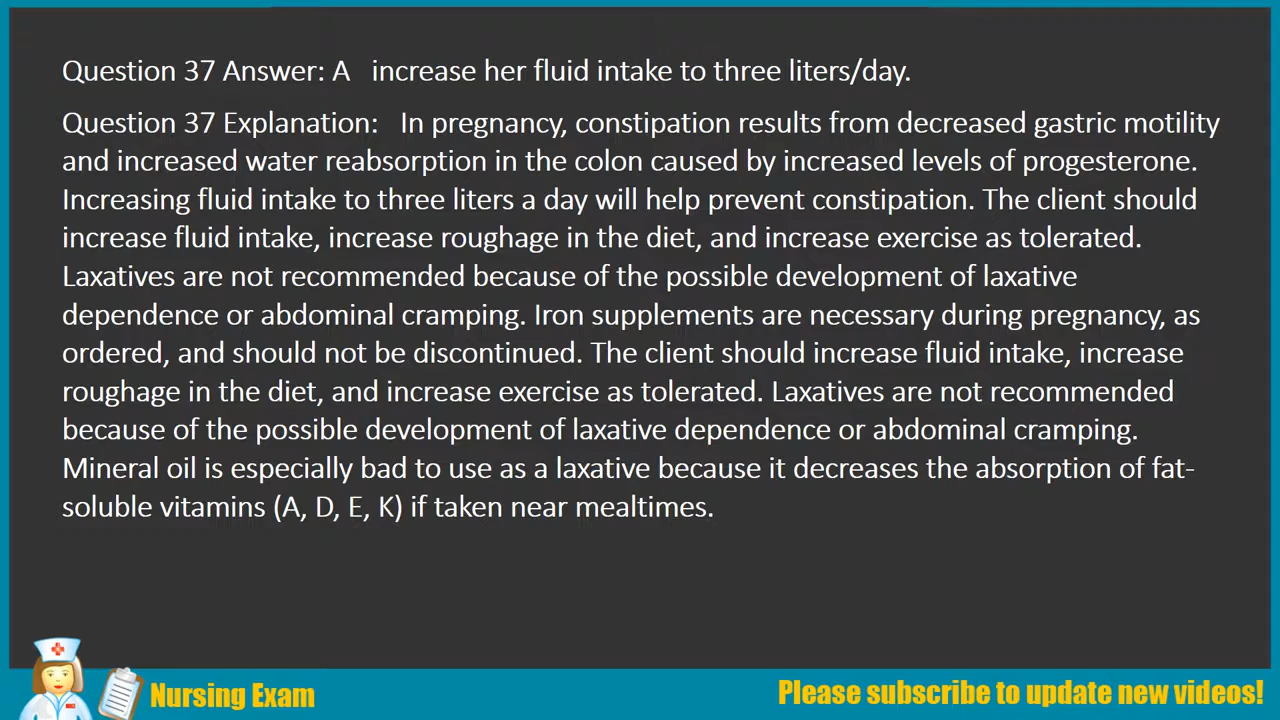 Question 37 Answer: A increase her fluid intake to three liters/day.
Question 37 Explanation: In pregnancy, constipation results from decreased gastric motility
and increased water reabsorption in the colon caused by increased levels of progesterone.
Increasing fluid intake to three liters a day will help prevent constipation. The client should
increase fluid intake, increase roughage in the diet, and increase exercise as tolerated.
Laxatives are not recommended because of the possible development of laxative
dependence or abdominal cramping. Iron supplements are necessary during pregnancy, as
ordered, and should not be discontinued. The client should increase fluid intake, increase
roughage in the diet, and increase exercise as tolerated. Laxatives are not recommended
because of the possible development of laxative dependence or abdominal cramping.
Mineral oil is especially bad to use as a laxative because it decreases the absorption of fat-
soluble vitamins (A, D, E, K) if taken near mealtimes.
Nursing Exam
Please subscribe to update new videos!